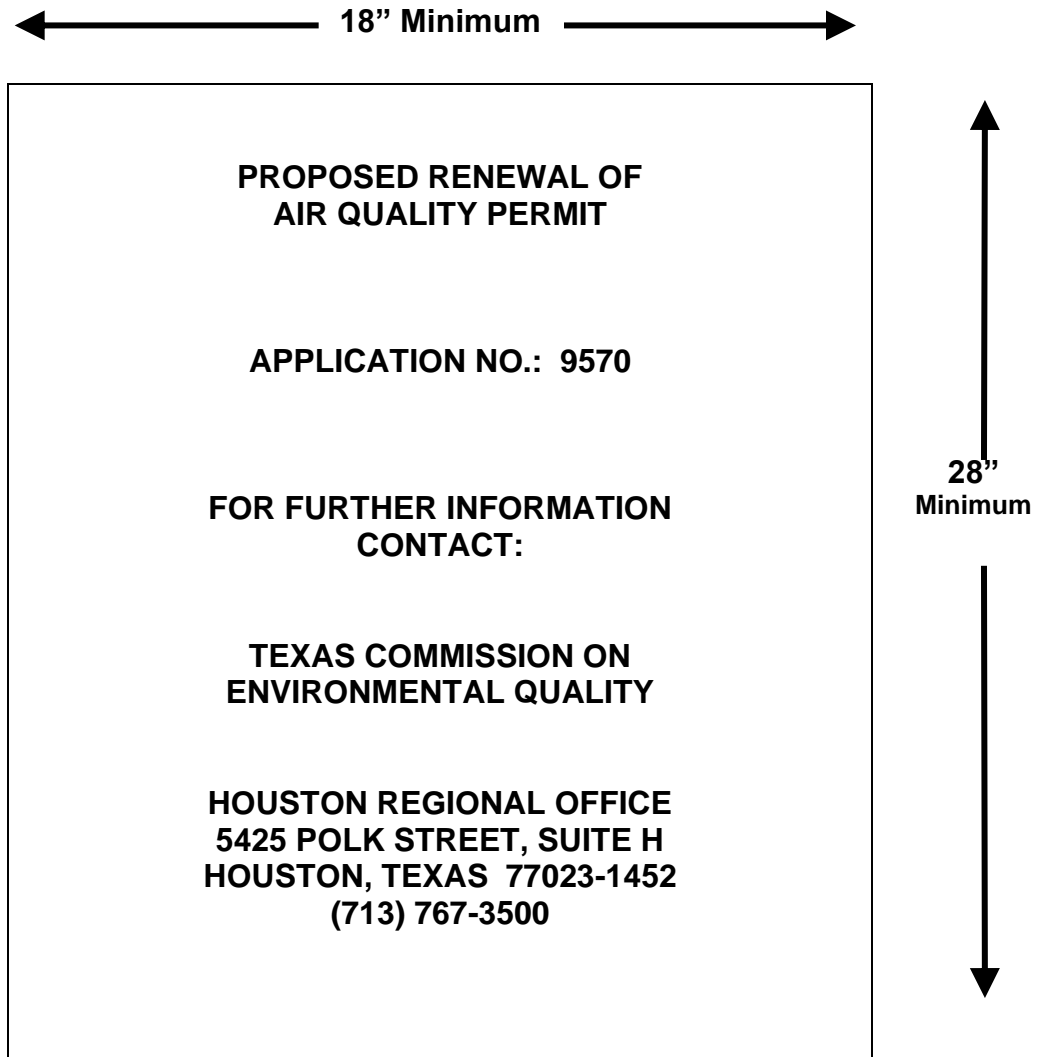 18” Minimum
PROPOSED RENEWAL OF
AIR QUALITY PERMIT
APPLICATION NO.: 9570
FOR FURTHER INFORMATION
CONTACT:
TEXAS COMMISSION ON
ENVIRONMENTAL QUALITY
HOUSTON REGIONAL OFFICE
5425 POLK STREET, SUITE H
HOUSTON, TEXAS 77023-1452
(713) 767-3500
28”
Minimum